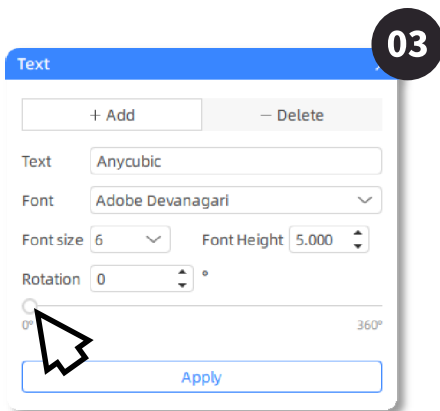 03
Text
+ Add
— Delete
Text Anycubic
Font Adobe Devanagari
Font size 6 Font Height 5.000
Rotation 0 °
0° 360°
Apply